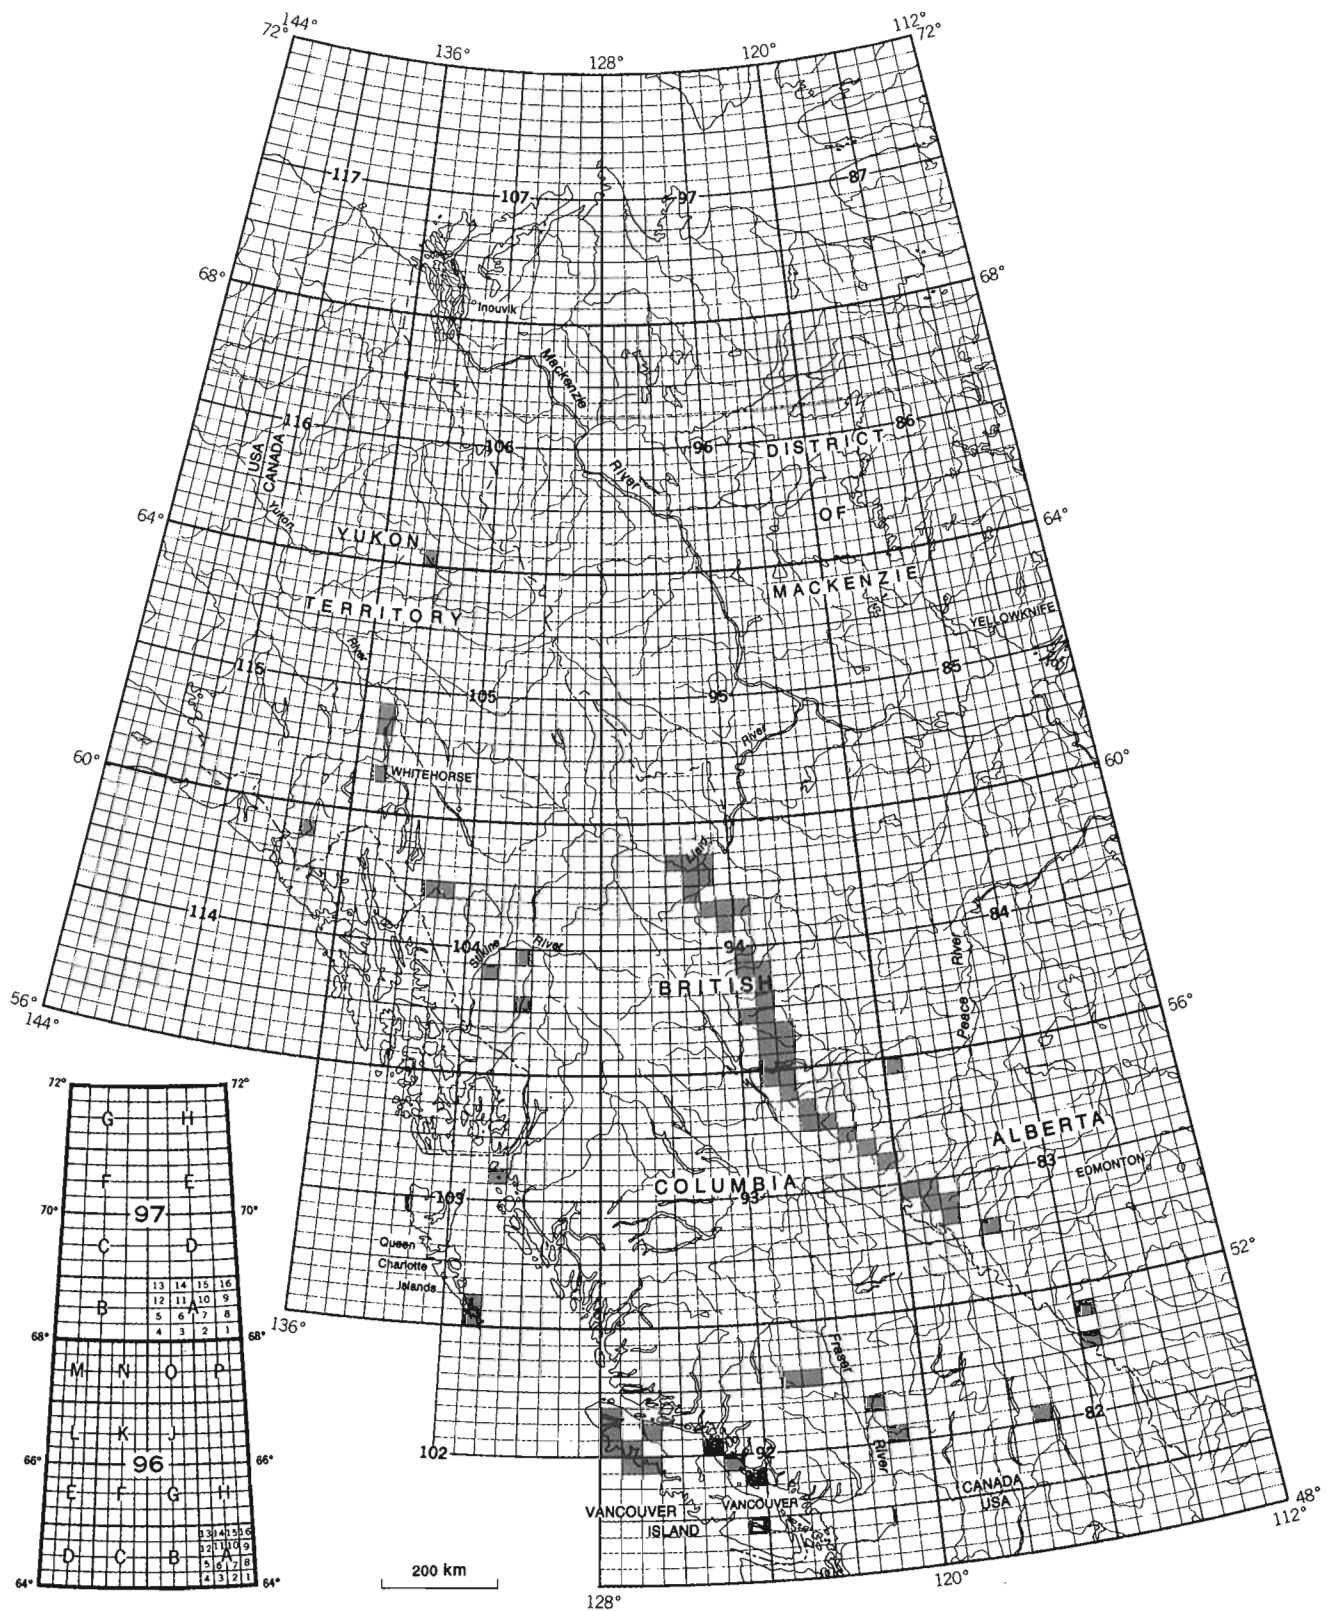 144°
72°
136°
128°
120°
112°
72°
117
107
97
87
68°
Inouvik
68°
Mackenzie
River
116
106
96
86
USA
CANADA
DISTRICT
Yukon
OF
64°
64°
YUKON
MACKENZIE
TERRITORY
YELLOWKNIFE
River
115
105
95
85
River
60°
WHITEHORSE
60°
Liard
114
104
94
84
Stikine
River
River
Peace
BRITISH
56°
144°
56°
ALBERTA
83
EDMONTON
COLUMBIA
103
93
Queen
Charlotte
Islands
52°
136°
Fraser
River
102
92
82
VANCOUVER
ISLAND
VANCOUVER
CANADA
USA
48°
112°
120°
128°
200 km
72°
72°
G
H
F
E
70°
97
70°
C
D
13 14 15 16
12 11 10 9
B
A
5 6 7 8
4 3 2 1
68°
68°
M
N
O
P
L
K
J
66°
96
66°
E
F
G
H
13 14 15 16
12 11 10 9
D
C
B
A
5 6 7 8
4 3 2 1
64°
64°